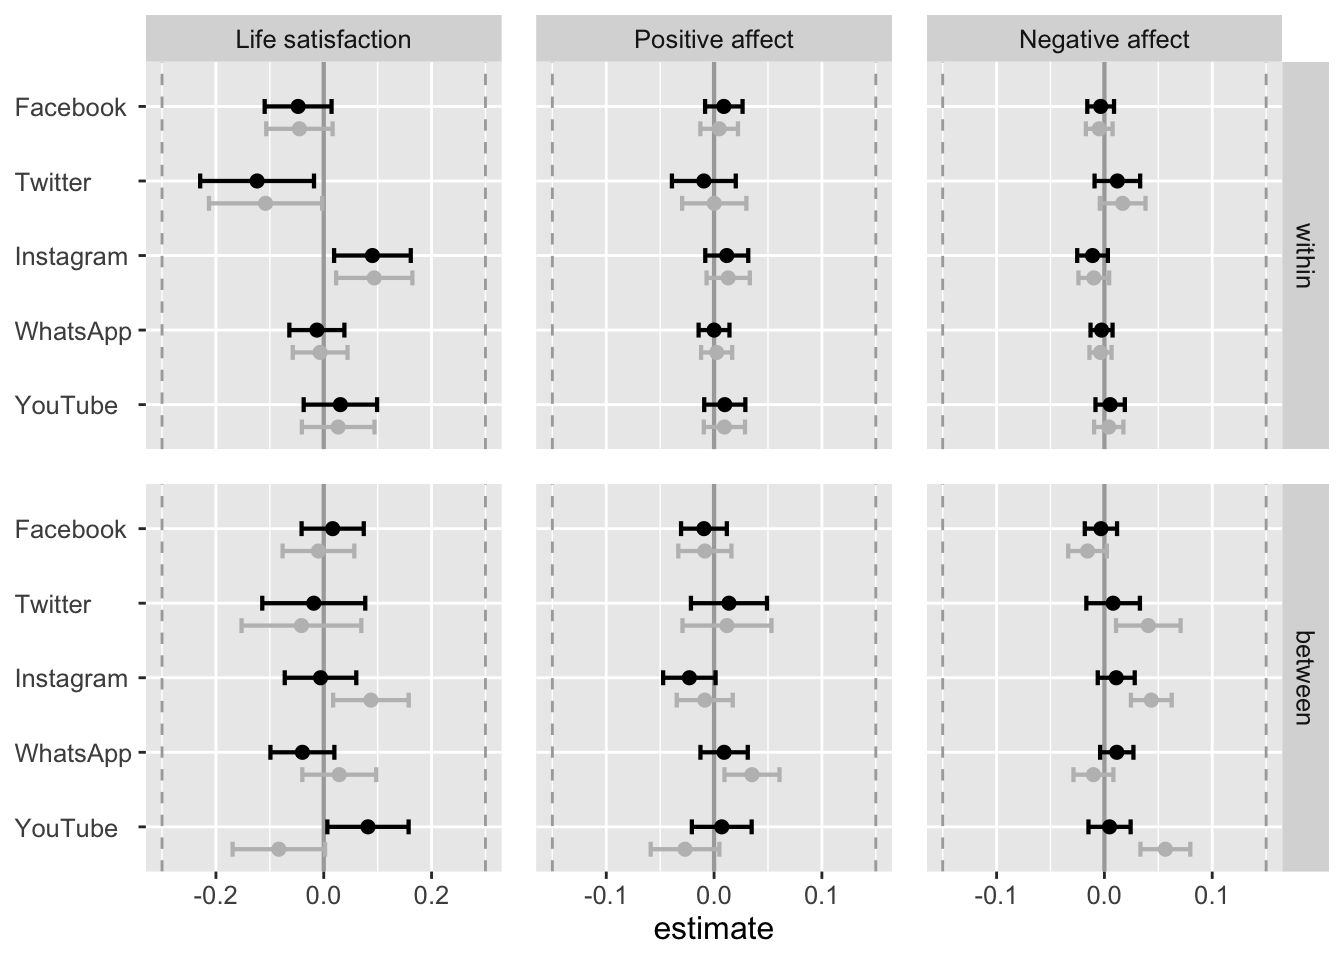 Life satisfaction
Positive affect
Negative affect
Facebook
Twitter
Instagram
WhatsApp
YouTube
within
Facebook
Twitter
Instagram
WhatsApp
YouTube
between
-0.2 0.0 0.2
-0.1 0.0 0.1
-0.1 0.0 0.1
estimate